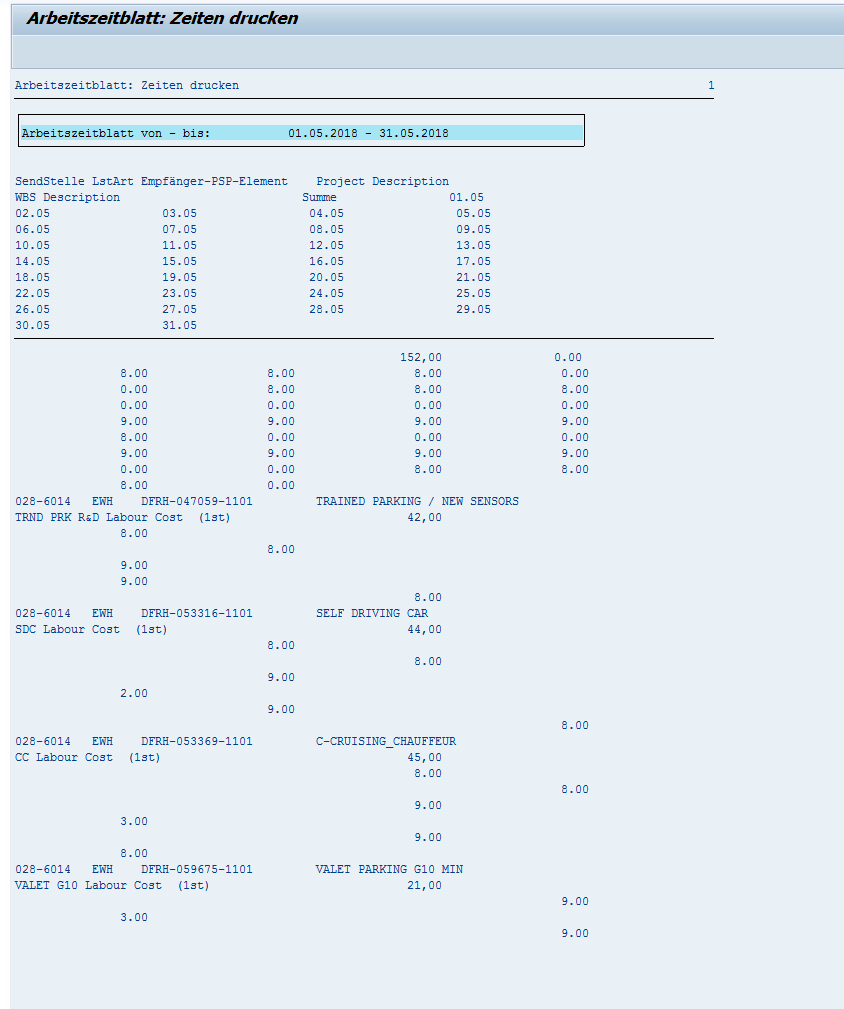 Arbeitszeitblatt: Zeiten drucken
Arbeitszeitblatt: Zeiten drucken 1
Arbeitszeitblatt von - bis: 01.05.2018 - 31.05.2018
SendStelle LstArt Empfänger-PSP-Element Project Description
WBS Description Summe 01.05
02.05 03.05 04.05 05.05
06.05 07.05 08.05 09.05
10.05 11.05 12.05 13.05
14.05 15.05 16.05 17.05
18.05 19.05 20.05 21.05
22.05 23.05 24.05 25.05
26.05 27.05 28.05 29.05
30.05 31.05
152,00 0.00
8.00 8.00 8.00 0.00
0.00 8.00 8.00 8.00
0.00 0.00 0.00 0.00
9.00 9.00 9.00 9.00
8.00 0.00 0.00 0.00
9.00 9.00 9.00 9.00
0.00 0.00 8.00 8.00
8.00 0.00
028-6014 EWH DFRH-047059-1101 TRAINED PARKING / NEW SENSORS
TRND PRK R&D Labour Cost (1st) 42,00
8.00
8.00
9.00
9.00
8.00
028-6014 EWH DFRH-053316-1101 SELF DRIVING CAR
SDC Labour Cost (1st) 44,00
8.00
8.00
9.00
2.00
9.00
8.00
028-6014 EWH DFRH-053369-1101 C-CRUISING_CHAUFFEUR
CC Labour Cost (1st) 45,00
8.00
8.00
9.00
3.00
9.00
8.00
028-6014 EWH DFRH-059675-1101 VALET PARKING G10 MIN
VALET G10 Labour Cost (1st) 21,00
9.00
3.00
9.00